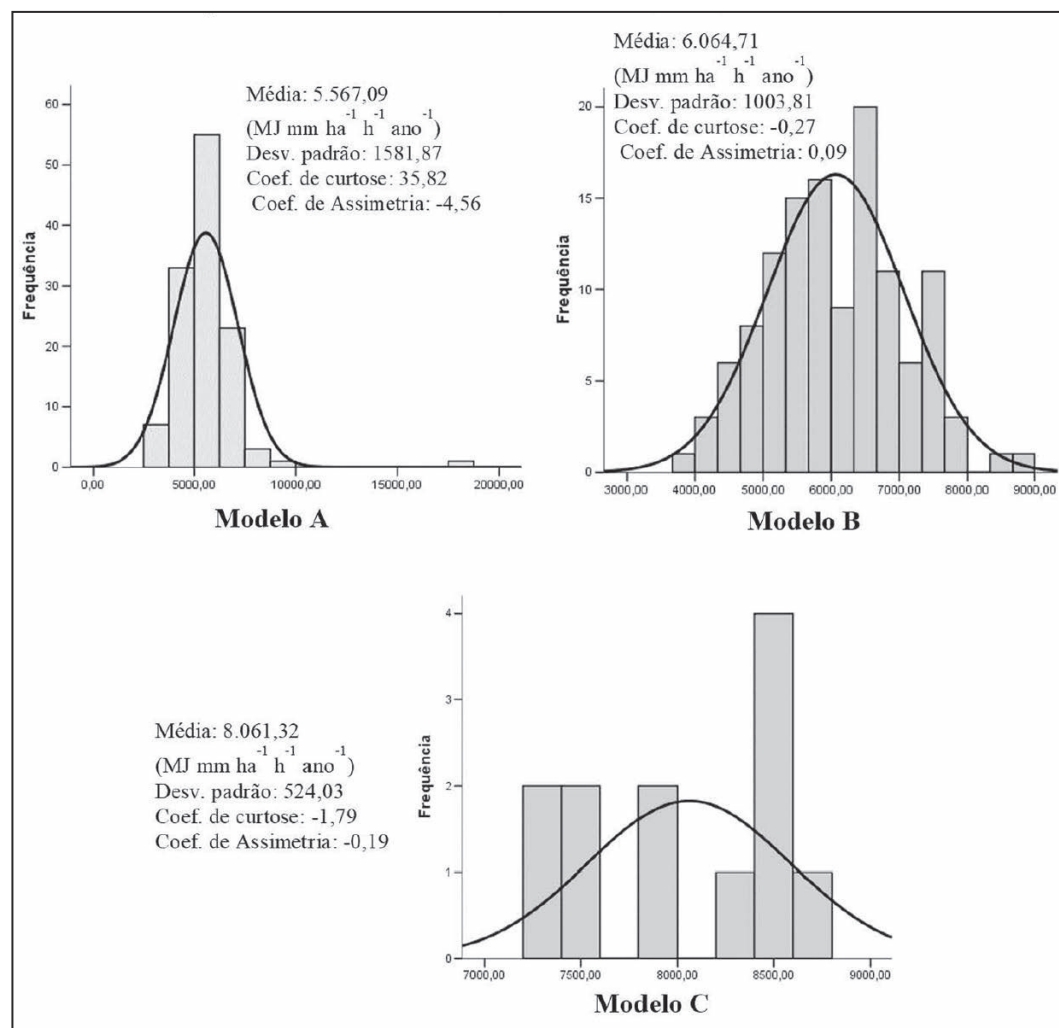 Média: 5.567,09
(MJ mm ha⁻¹ h⁻¹ ano⁻¹)
Desv. padrão: 1581,87
Coef. de curtose: 35,82
Coef. de Assimetria: -4,56
Frequência
60
50
40
30
20
10
0
0,00 5000,00 10000,00 15000,00 20000,00
Modelo A
Média: 6.064,71
(MJ mm ha⁻¹ h⁻¹ ano⁻¹)
Desv. padrão: 1003,81
Coef. de curtose: -0,27
Coef. de Assimetria: 0,09
Frequência
20
15
10
5
0
3000,00 4000,00 5000,00 6000,00 7000,00 8000,00 9000,00
Modelo B
Média: 8.061,32
(MJ mm ha⁻¹ h⁻¹ ano⁻¹)
Desv. padrão: 524,03
Coef. de curtose: -1,79
Coef. de Assimetria: -0,19
Frequência
4
3
2
1
0
7000,00 7500,00 8000,00 8500,00 9000,00
Modelo C